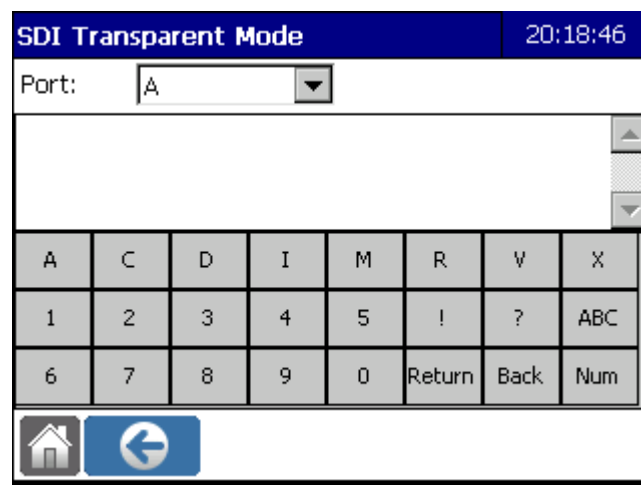 SDI Transparent Mode 20:18:46
Port: A
A C D I M R V X
1 2 3 4 5 ! ? ABC
6 7 8 9 0 Return Back Num